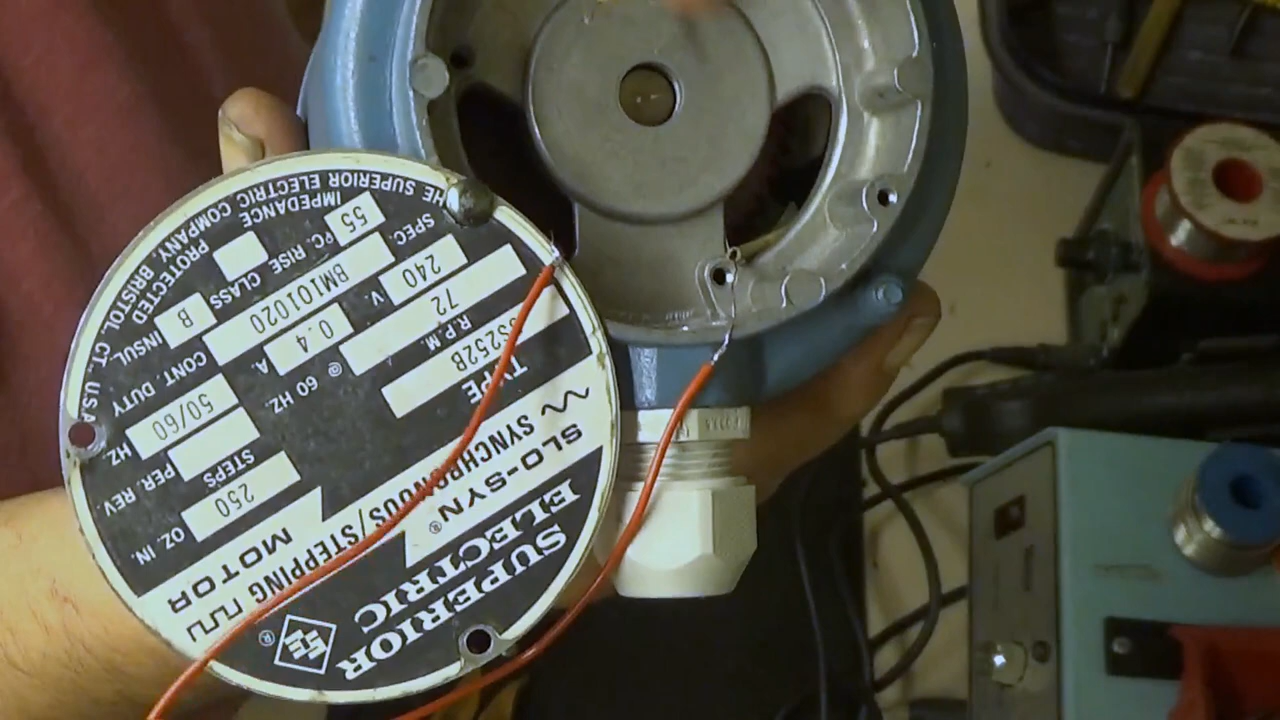 SUPERIOR
ELECTRIC ®
SLO-SYN®
SYNCHRONOUS/STEPPING
MOTOR
TYPE SS252B
250 OZ. IN.
72 R.P.M. @ 60 HZ
STEPS PER. REV
240 V. 0.4 A. 50/60 HZ
SPEC. BM101020 CONT. DUTY
55 °C. RISE CLASS B INSUL.
IMPEDANCE PROTECTED
THE SUPERIOR ELECTRIC COMPANY, BRISTOL, CT., U.S.A.